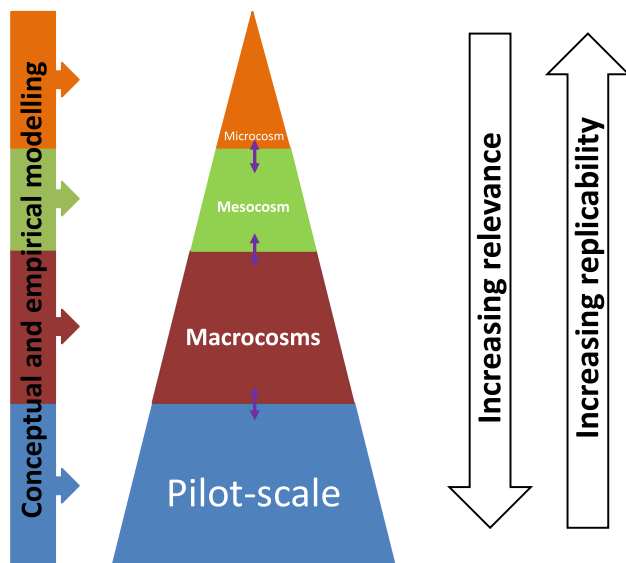 Conceptual and empirical modelling
Microcosm
Mesocosm
Macrocosms
Pilot-scale
Increasing relevance
Increasing replicability